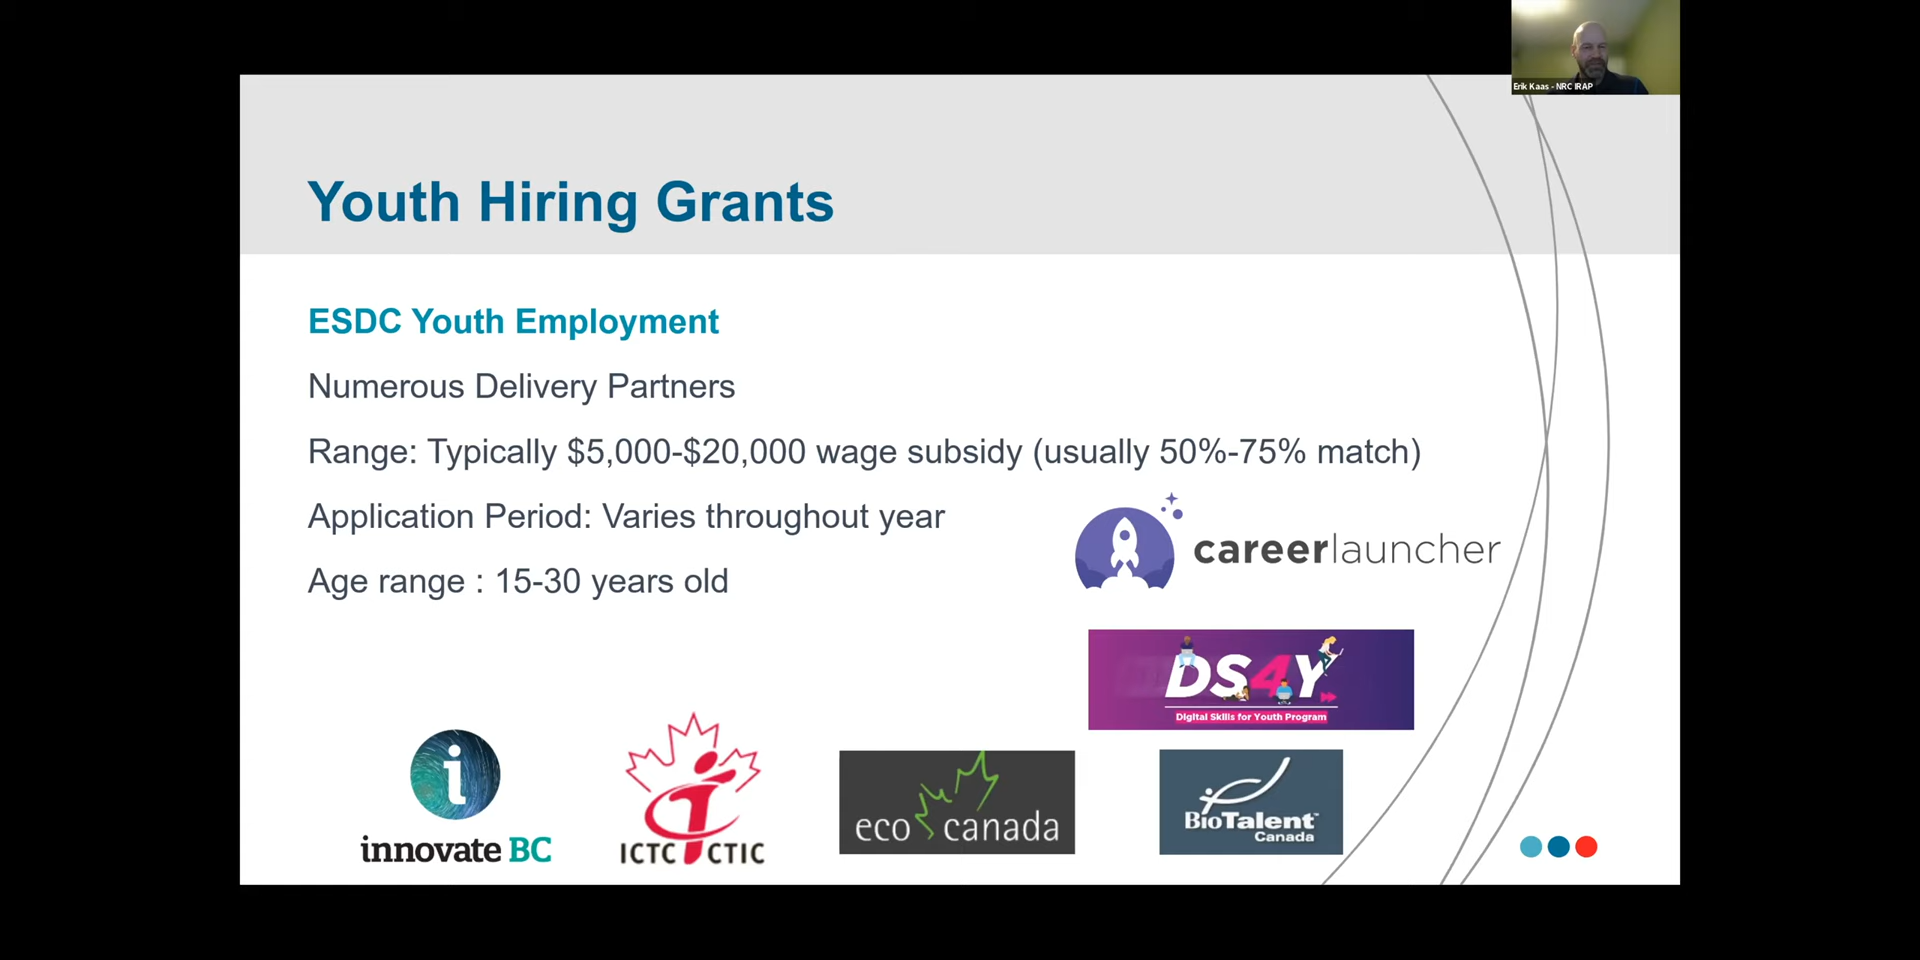 Erik Kaas - NRC IRAP
Youth Hiring Grants
ESDC Youth Employment
Numerous Delivery Partners
Range: Typically $5,000-$20,000 wage subsidy (usually 50%-75% match)
Application Period: Varies throughout year
Age range : 15-30 years old
careerlauncher
DS4Y
Digital Skills for Youth Program
i
innovate BC
ICTC CTIC
eco canada
BioTalent™
Canada